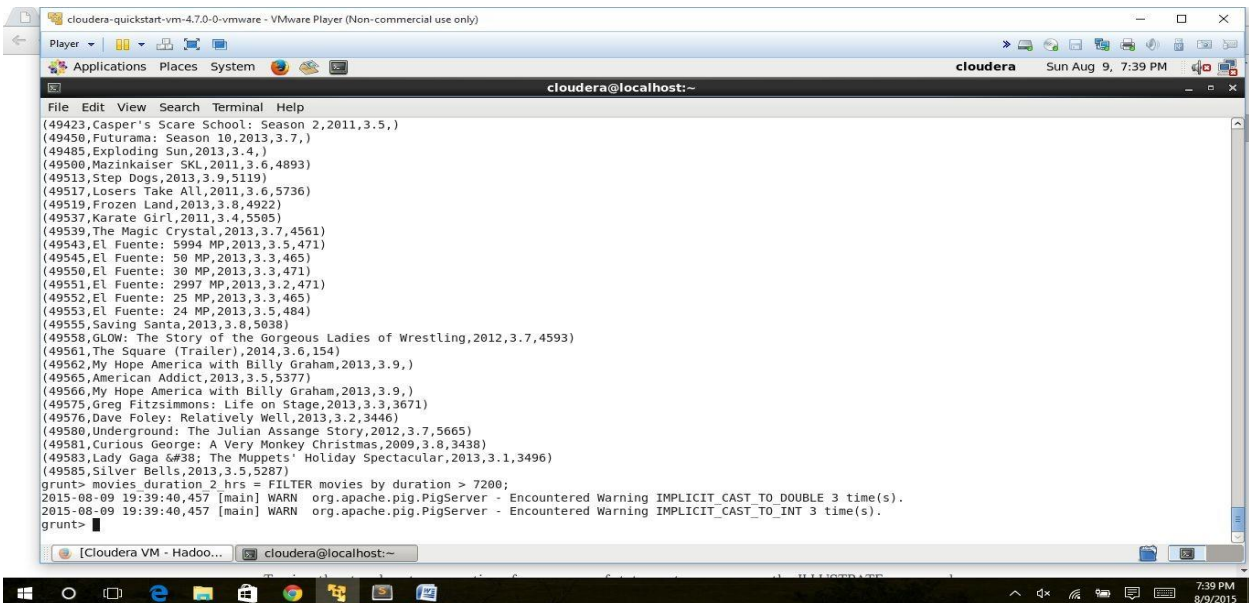 cloudera-quickstart-vm-4.7.0-0-vmware - VMware Player (Non-commercial use only)
Player
Applications Places System cloudera Sun Aug 9, 7:39 PM
cloudera@localhost:~
File Edit View Search Terminal Help
(49423,Casper's Scare School: Season 2,2011,3.5,)
(49450,Futurama: Season 10,2013,3.7,)
(49485,Exploding Sun,2013,3.4,)
(49500,Mazinkaiser SKL,2011,3.6,4893)
(49513,Step Dogs,2013,3.9,5119)
(49517,Losers Take All,2011,3.6,5736)
(49519,Frozen Land,2013,3.8,4922)
(49537,Karate Girl,2011,3.4,5505)
(49539,The Magic Crystal,2013,3.7,4561)
(49543,El Fuente: 5994 MP,2013,3.5,471)
(49545,El Fuente: 50 MP,2013,3.3,465)
(49550,El Fuente: 30 MP,2013,3.3,471)
(49551,El Fuente: 2997 MP,2013,3.2,471)
(49552,El Fuente: 25 MP,2013,3.3,465)
(49553,El Fuente: 24 MP,2013,3.5,484)
(49555,Saving Santa,2013,3.8,5038)
(49558,GLOW: The Story of the Gorgeous Ladies of Wrestling,2012,3.7,4593)
(49561,The Square (Trailer),2014,3.6,154)
(49562,My Hope America with Billy Graham,2013,3.9,)
(49565,American Addict,2013,3.5,5377)
(49566,My Hope America with Billy Graham,2013,3.9,)
(49575,Greg Fitzsimmons: Life on Stage,2013,3.3,3671)
(49576,Dave Foley: Relatively Well,2013,3.2,3446)
(49580,Underground: The Julian Assange Story,2012,3.7,5665)
(49581,Curious George: A Very Monkey Christmas,2009,3.8,3438)
(49583,Lady Gaga &#38; The Muppets' Holiday Spectacular,2013,3.1,3496)
(49585,Silver Bells,2013,3.5,5287)
grunt> movies_duration_2_hrs = FILTER movies by duration > 7200;
2015-08-09 19:39:40,457 [main] WARN  org.apache.pig.PigServer - Encountered Warning IMPLICIT_CAST_TO_DOUBLE 3 time(s).
2015-08-09 19:39:40,457 [main] WARN  org.apache.pig.PigServer - Encountered Warning IMPLICIT_CAST_TO_INT 3 time(s).
grunt>
[Cloudera VM - Hadoo... cloudera@localhost:~
7:39 PM
8/9/2015